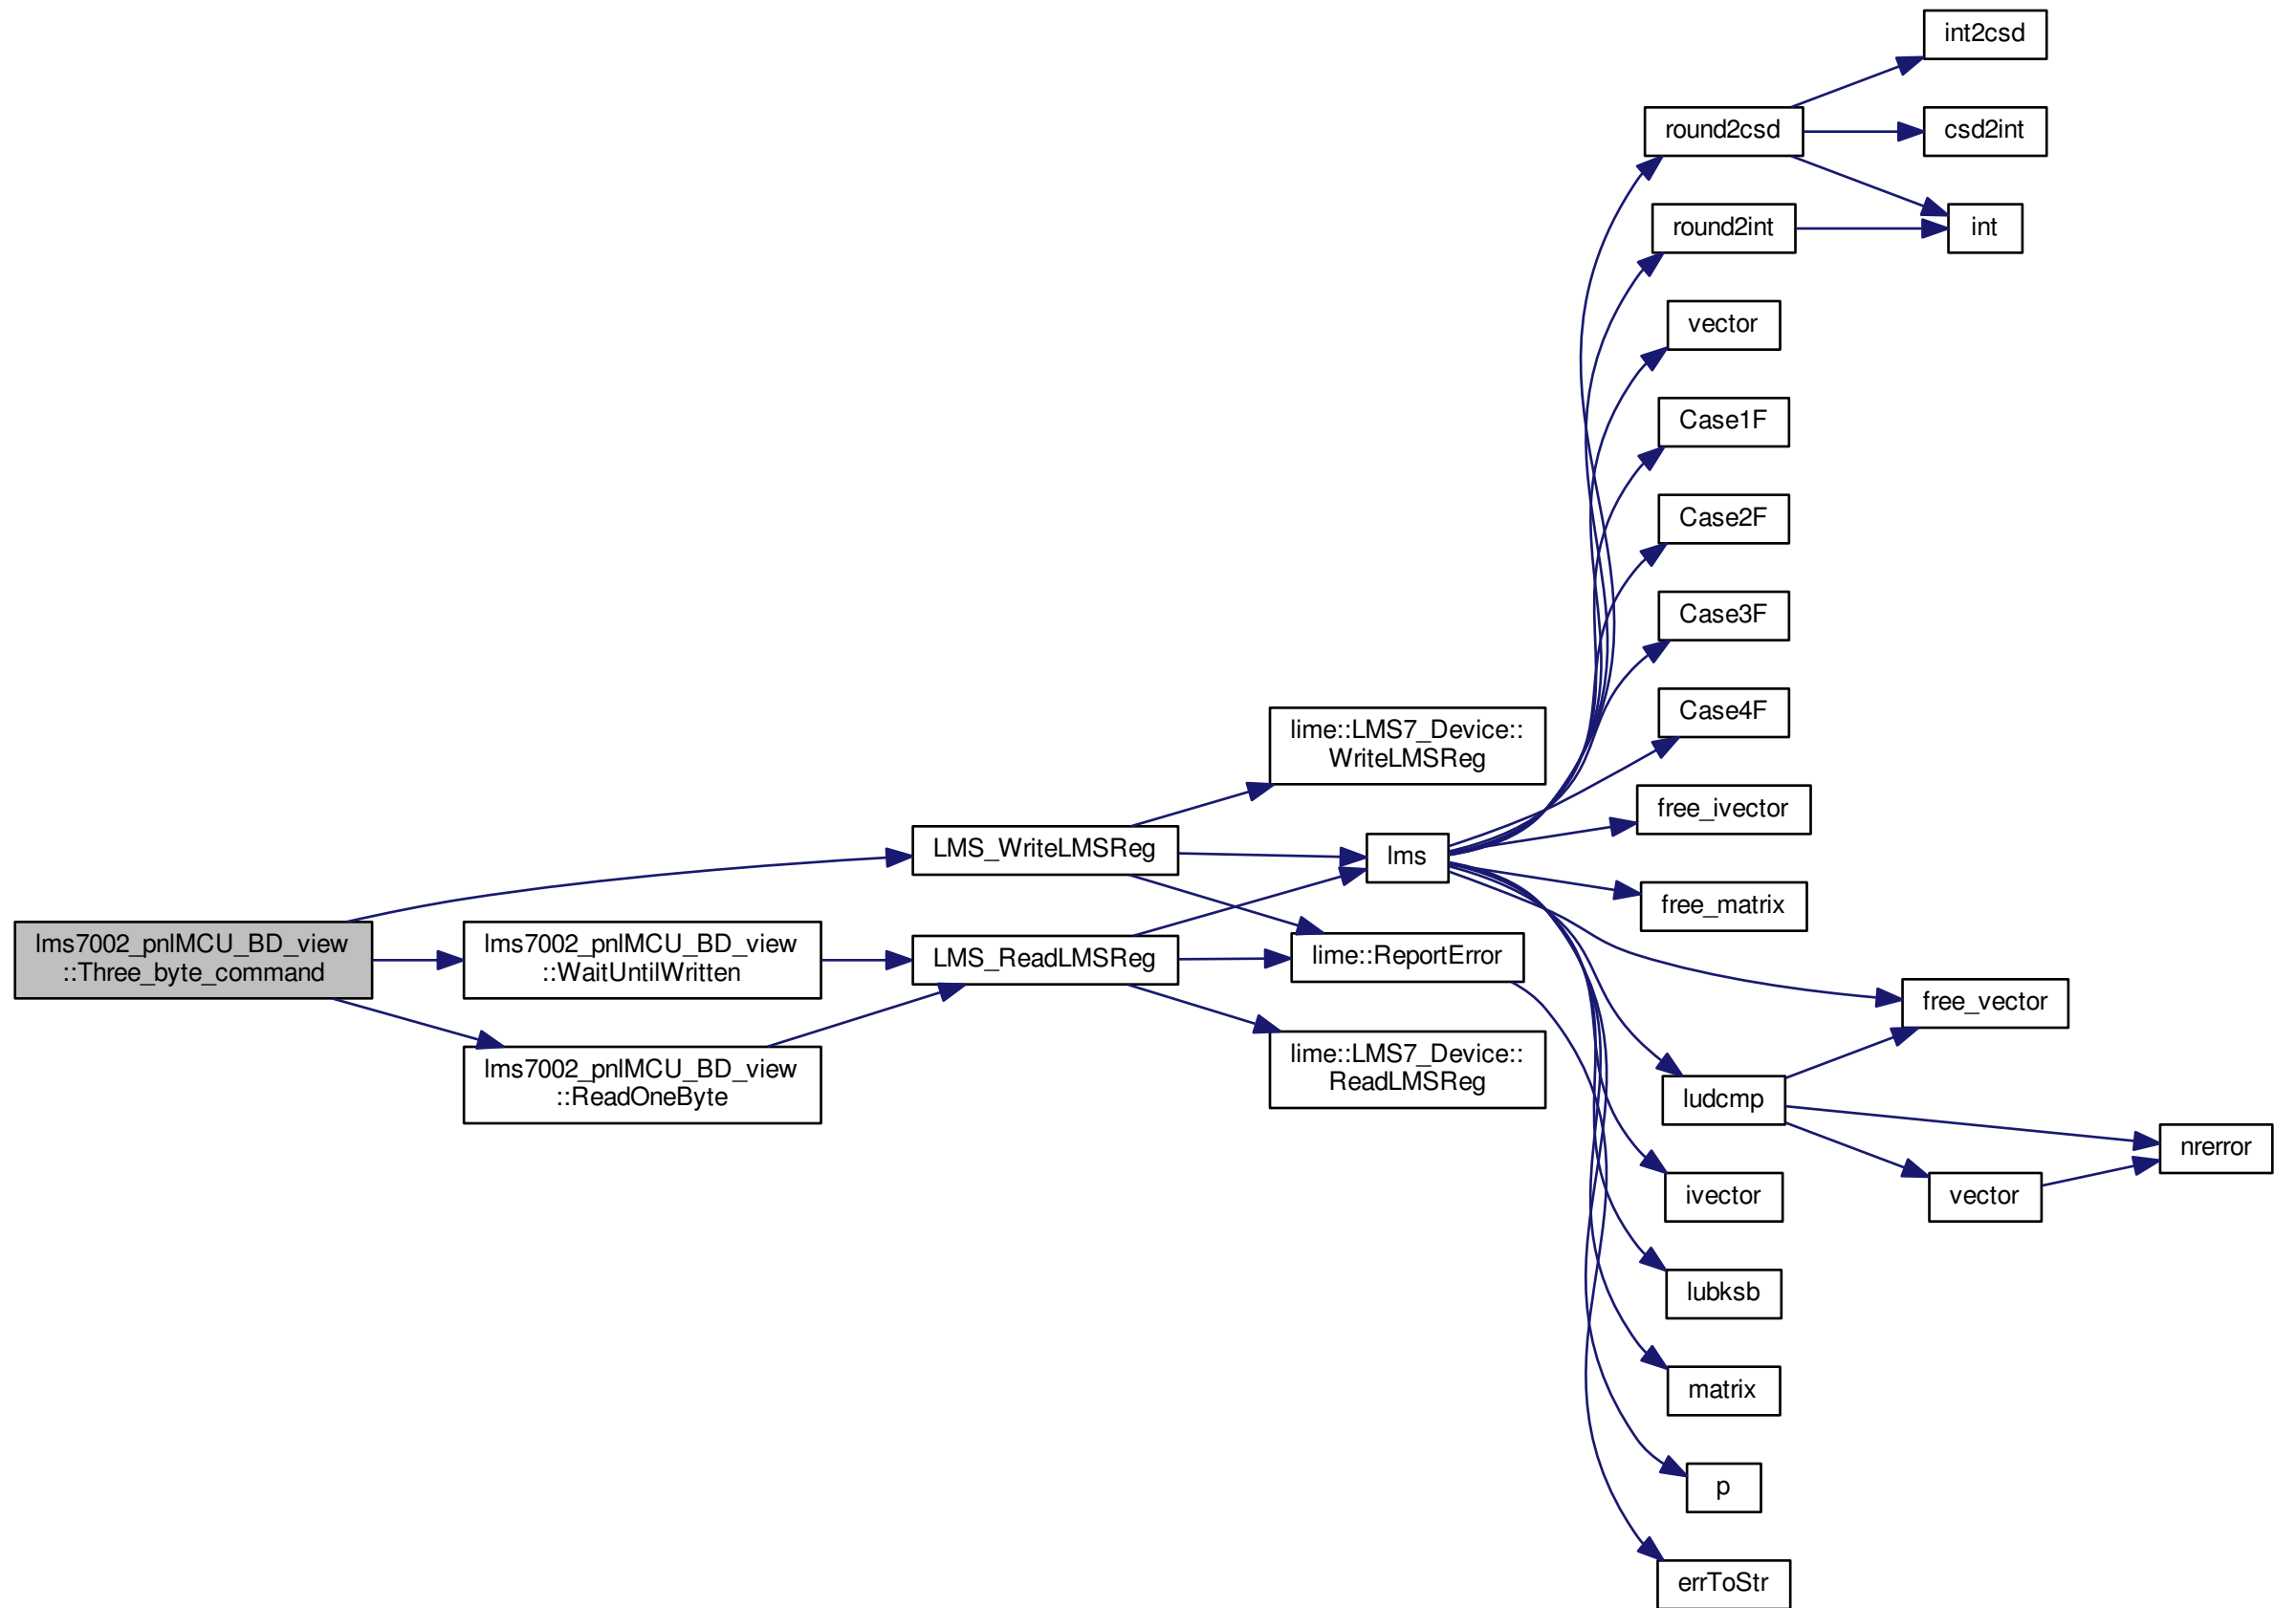 lms7002_pnlMCU_BD_view
::Three_byte_command
lms7002_pnlMCU_BD_view
::WaitUntilWritten
lms7002_pnlMCU_BD_view
::ReadOneByte
LMS_WriteLMSReg
LMS_ReadLMSReg
lime::LMS7_Device::
WriteLMSReg
lms
lime::ReportError
lime::LMS7_Device::
ReadLMSReg
round2csd
round2int
vector
Case1F
Case2F
Case3F
Case4F
free_ivector
free_matrix
ludcmp
ivector
lubksb
matrix
p
errToStr
int2csd
csd2int
int
free_vector
vector
nrerror